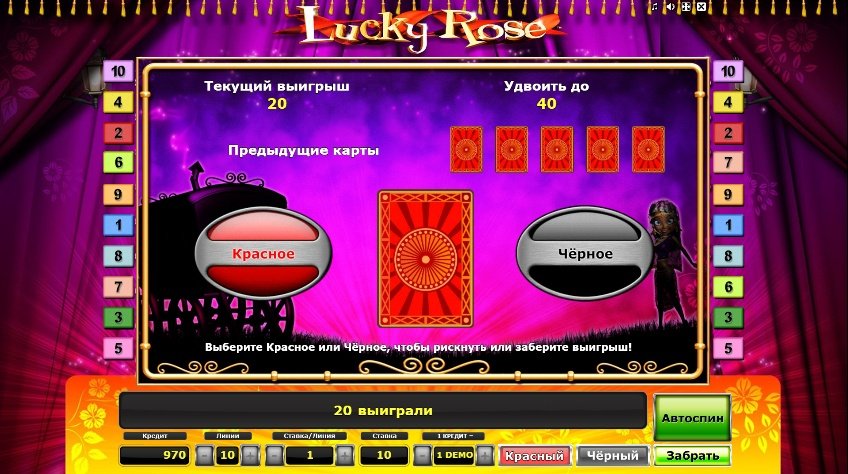 Lucky Rose
Текущий выигрыш
20
Удвоить до
40
Предыдущие карты
10
4
2
6
9
1
8
7
3
5
10
4
2
7
9
1
8
6
3
5
Красное
Чёрное
Выберите Красное или Чёрное, чтобы рискнуть или заберите выигрыш!
20 выиграли
Автоспин
Кредит
Линии
Ставка/Линия
Ставка
1 КРЕДИТ =
970
- 10 +
- 1 +
10
- 1 DEMO +
Красный
Чёрный
Забрать